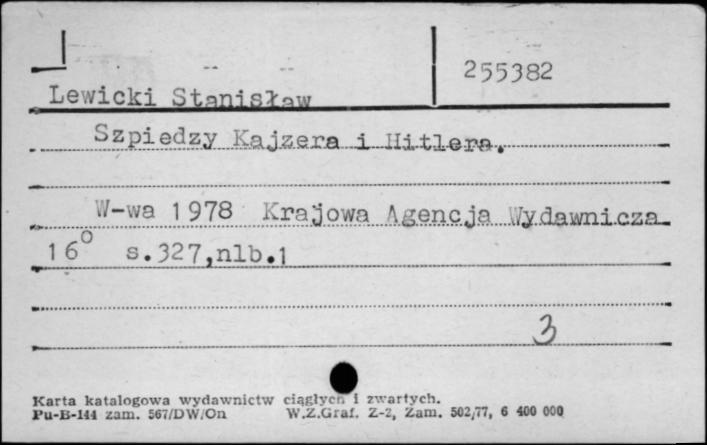 255382
Lewicki Stanisław
Szpiedzy Kajzera i Hitlera.
W-wa 1978 Krajowa Agencja Wydawnicza
16° s.327,nlb.1
3
Karta katalogowa wydawnictw ciągłych i zwartych.
Pu-B-144 zam. 567/DW/On W.Z.Graf. Z-2, Zam. 502/77, 6 400 000